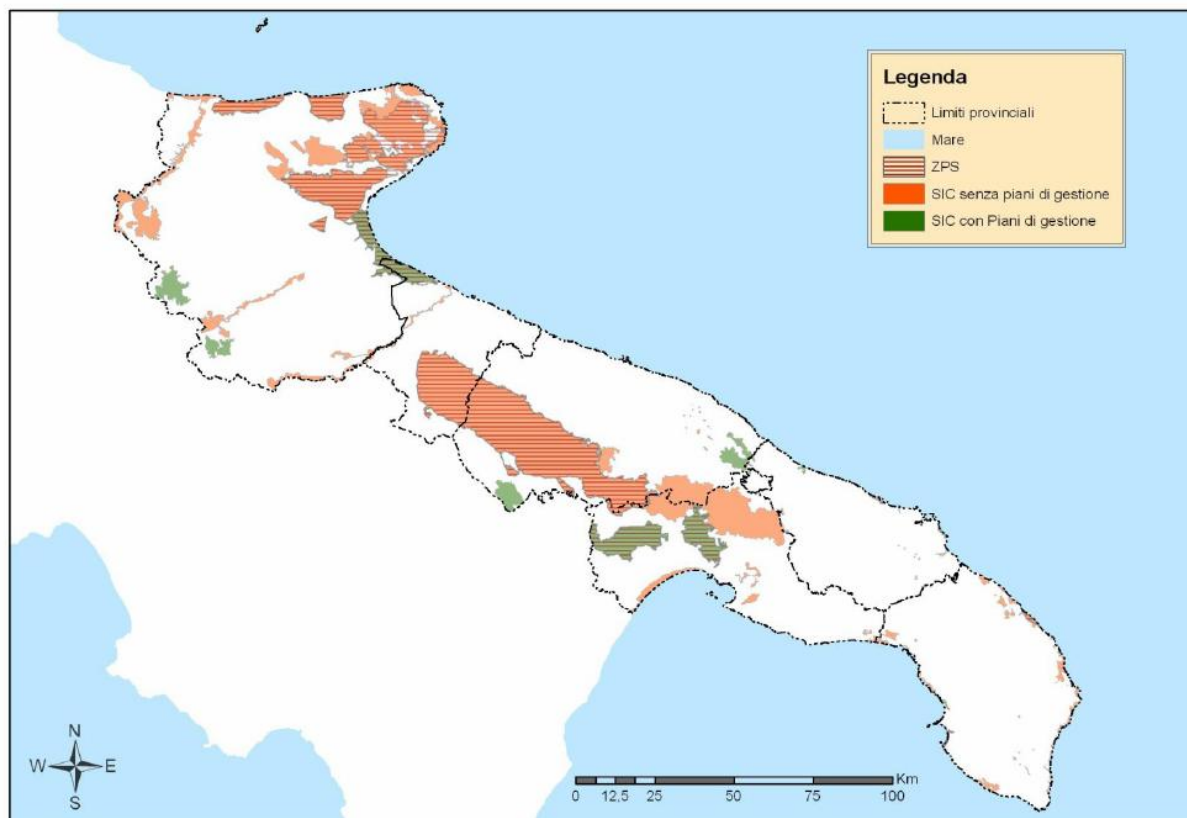 Legenda
Limiti provinciali
Mare
ZPS
SIC senza piani di gestione
SIC con Piani di gestione
N
W E
S
Km
0 12,5 25 50 75 100